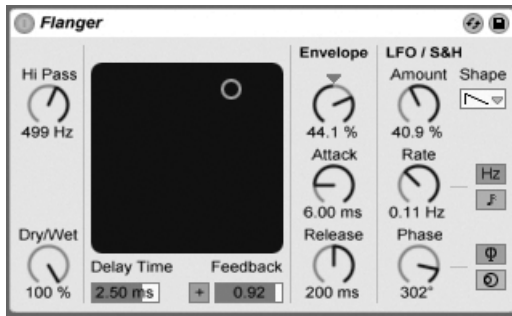 Flanger
Hi Pass
499 Hz
Dry/Wet
100 %
Delay Time
2.50 ms
+
Feedback
0.92
Envelope
44.1 %
Attack
6.00 ms
Release
200 ms
LFO / S&H
Amount
40.9 %
Shape
Rate
0.11 Hz
Hz
Phase
302°
Φ